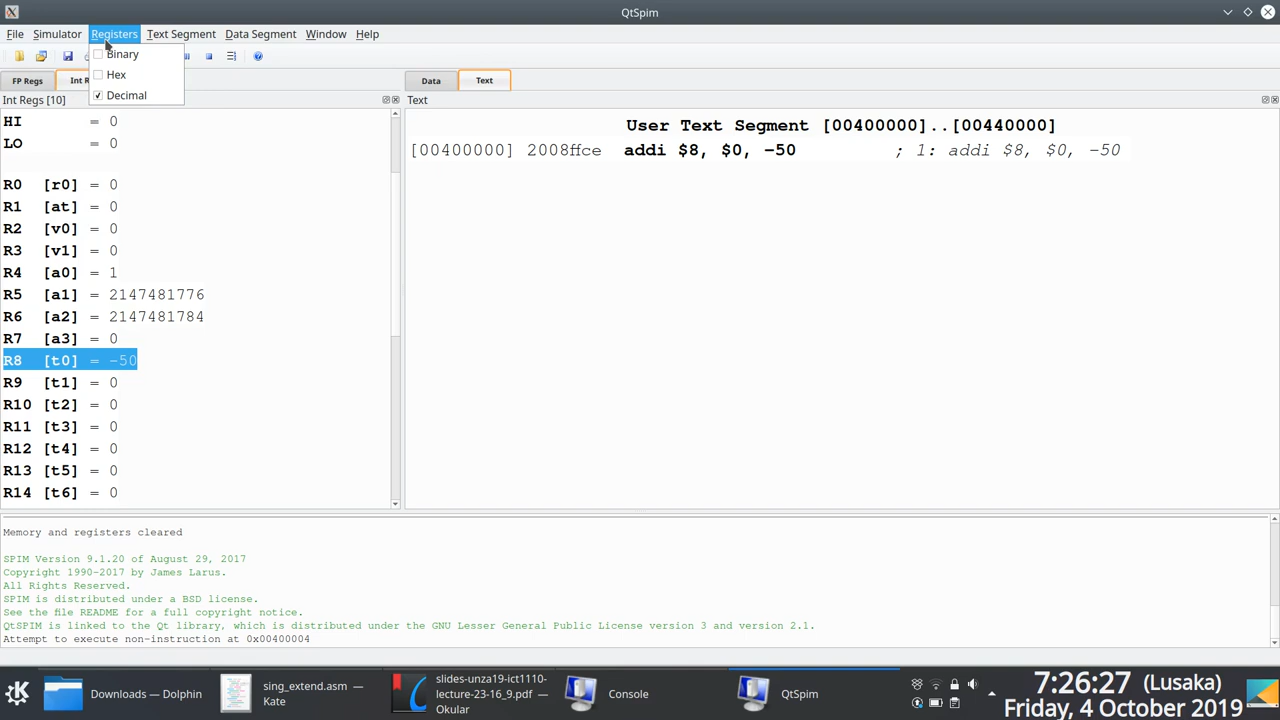 QtSpim
File Simulator Registers Text Segment Data Segment Window Help
Binary
Hex
Decimal
FP Regs Int R
Data Text
Int Regs [10]
Text
HI = 0
LO = 0
R0 [r0] = 0
R1 [at] = 0
R2 [v0] = 0
R3 [v1] = 0
R4 [a0] = 1
R5 [a1] = 2147481776
R6 [a2] = 2147481784
R7 [a3] = 0
R8 [t0] = -50
R9 [t1] = 0
R10 [t2] = 0
R11 [t3] = 0
R12 [t4] = 0
R13 [t5] = 0
R14 [t6] = 0
User Text Segment [00400000]..[00440000]
[00400000] 2008ffce addi $8, $0, -50 ; 1: addi $8, $0, -50
Memory and registers cleared
SPIM Version 9.1.20 of August 29, 2017
Copyright 1990-2017 by James Larus.
All Rights Reserved.
SPIM is distributed under a BSD license.
See the file README for a full copyright notice.
QtSPIM is linked to the Qt library, which is distributed under the GNU Lesser General Public License version 3 and version 2.1.
Attempt to execute non-instruction at 0x00400004
Downloads — Dolphin
sing_extend.asm —
Kate
slides-unza19-ict1110-
lecture-23-16_9.pdf —
Okular
Console
QtSpim
7:26:27 (Lusaka)
Friday, 4 October 2019